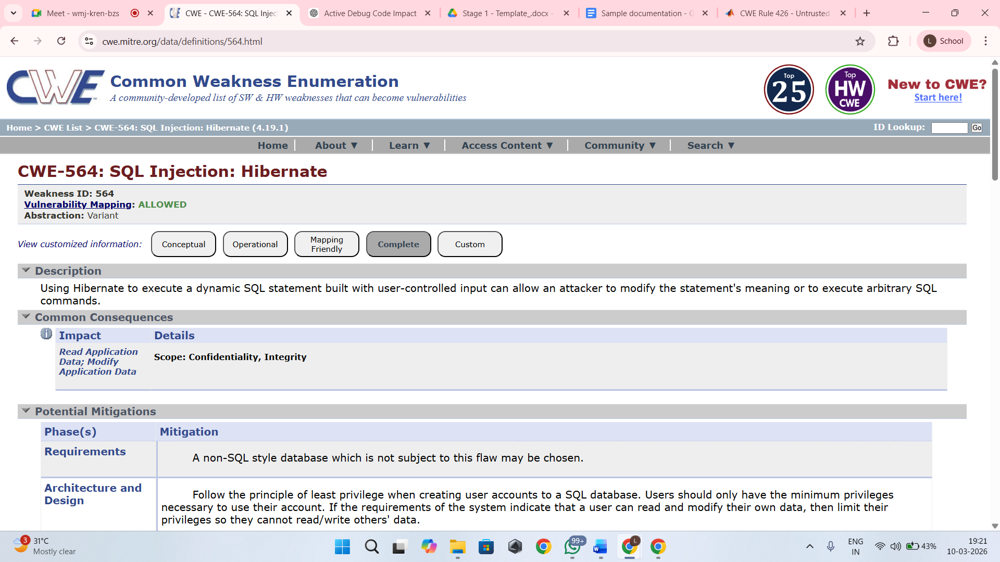 Meet - wmj-kren-bzs
CWE - CWE-564: SQL Injec
Active Debug Code Impact
Stage 1 - Template_.docx -
Sample documentation - G
CWE Rule 426 - Untrusted
cwe.mitre.org/data/definitions/564.html
L School
CWE
Common Weakness Enumeration
A community-developed list of SW & HW weaknesses that can become vulnerabilities
Top 25
Top HW CWE
New to CWE?
Start here!
Home > CWE List > CWE-564: SQL Injection: Hibernate (4.19.1)
ID Lookup: Go
Home About ▼ Learn ▼ Access Content ▼ Community ▼ Search ▼
CWE-564: SQL Injection: Hibernate
Weakness ID: 564
Vulnerability Mapping: ALLOWED
Abstraction: Variant
View customized information:
Conceptual
Operational
Mapping
Friendly
Complete
Custom
Description
Using Hibernate to execute a dynamic SQL statement built with user-controlled input can allow an attacker to modify the statement's meaning or to execute arbitrary SQL
commands.
Common Consequences
Impact Details
Read Application
Data; Modify
Application Data
Scope: Confidentiality, Integrity
Potential Mitigations
Phase(s) Mitigation
Requirements
A non-SQL style database which is not subject to this flaw may be chosen.
Architecture and
Design
Follow the principle of least privilege when creating user accounts to a SQL database. Users should only have the minimum privileges
necessary to use their account. If the requirements of the system indicate that a user can read and modify their own data, then limit their
privileges so they cannot read/write others' data.
3
31°C
Mostly clear
99+
L
ENG
IN
43%
19:21
10-03-2026